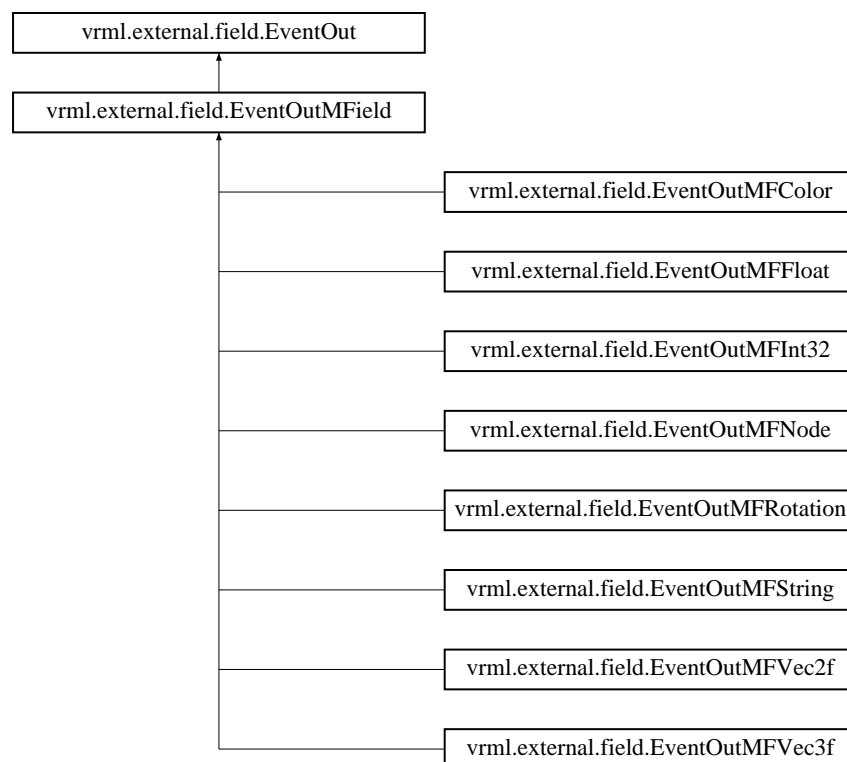 vrml.external.field.EventOut
vrml.external.field.EventOutMField
vrml.external.field.EventOutMFColor
vrml.external.field.EventOutMFFloat
vrml.external.field.EventOutMFInt32
vrml.external.field.EventOutMFNode
vrml.external.field.EventOutMFRotation
vrml.external.field.EventOutMFString
vrml.external.field.EventOutMFVec2f
vrml.external.field.EventOutMFVec3f